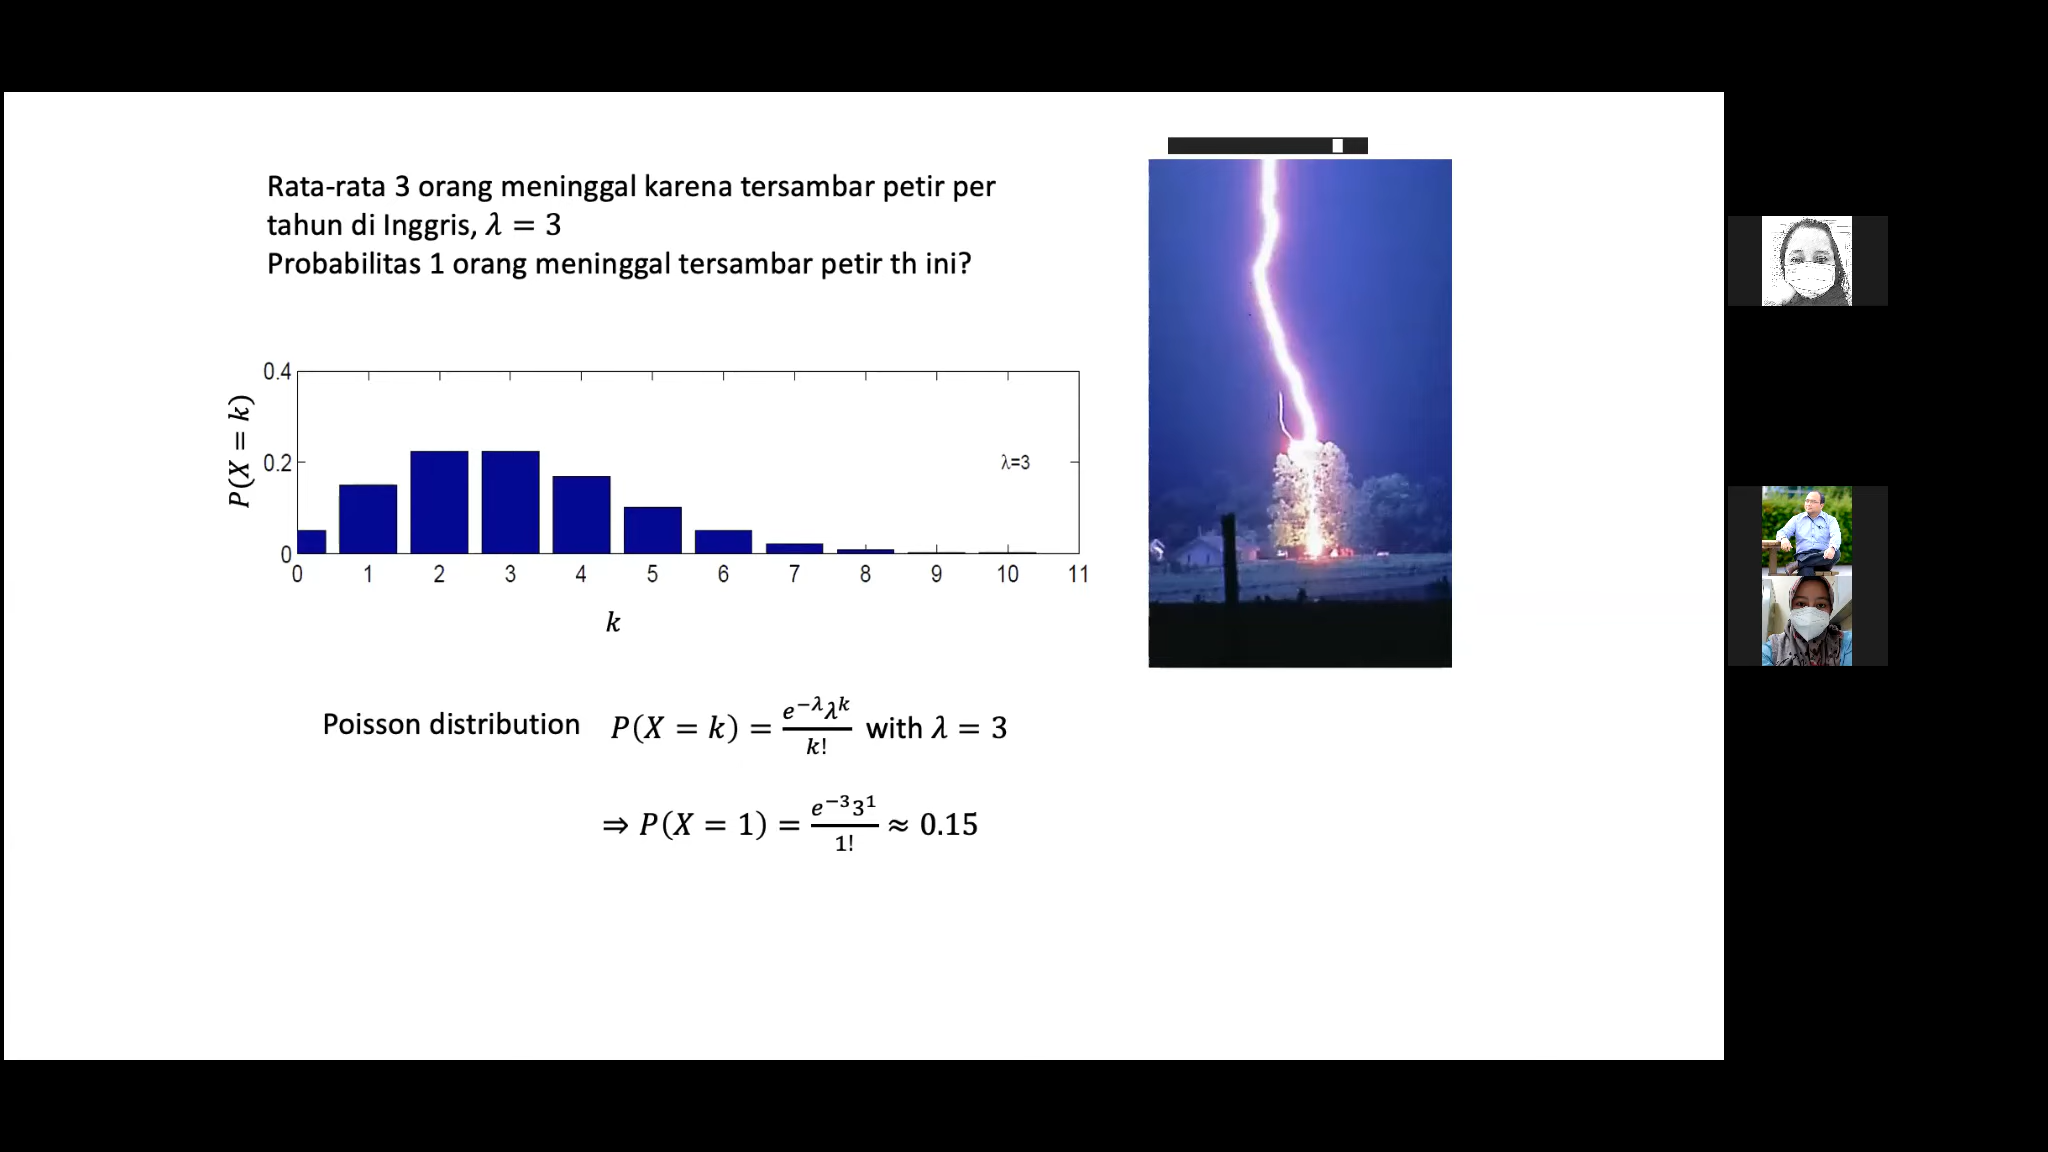 Rata-rata 3 orang meninggal karena tersambar petir per
tahun di Inggris, λ = 3
Probabilitas 1 orang meninggal tersambar petir th ini?
0.4
0.2
0
P(X = k)
λ=3
0 1 2 3 4 5 6 7 8 9 10 11
k
Poisson distribution P(X = k) = \frac{e^{-λ}λ^k}{k!} with λ = 3
⇒ P(X = 1) = \frac{e^{-3}3^1}{1!} ≈ 0.15